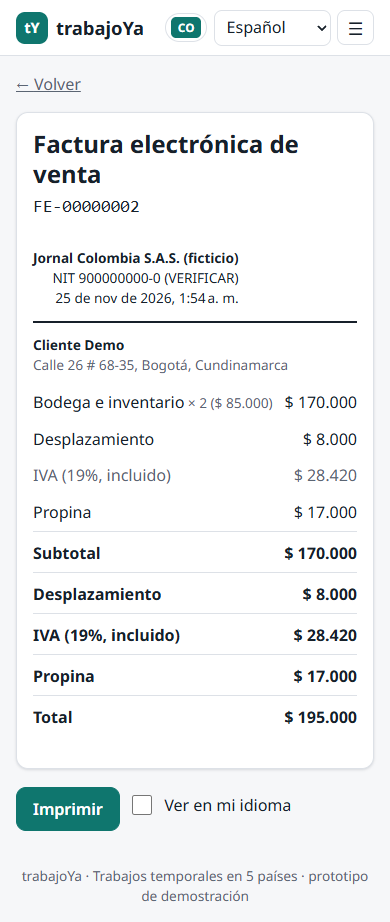 tY trabajoYa CO Español ☰
← Volver
Factura electrónica de
venta
FE-00000002
Jornal Colombia S.A.S. (ficticio)
NIT 900000000-0 (VERIFICAR)
25 de nov de 2026, 1:54 a. m.
Cliente Demo
Calle 26 # 68-35, Bogotá, Cundinamarca
Bodega e inventario × 2 ($ 85.000) $ 170.000
Desplazamiento $ 8.000
IVA (19%, incluido) $ 28.420
Propina $ 17.000
Subtotal $ 170.000
Desplazamiento $ 8.000
IVA (19%, incluido) $ 28.420
Propina $ 17.000
Total $ 195.000
Imprimir Ver en mi idioma
trabajoYa · Trabajos temporales en 5 países · prototipo
de demostración